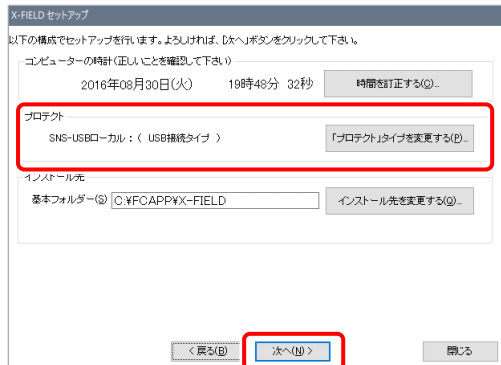 X-FIELD セットアップ
以下の構成でセットアップを行います。よろしければ、[次へ]ボタンをクリックして下さい。
コンピューターの時計(正しいことを確認して下さい)
2016年08月30日(火) 19時48分 32秒 時間を訂正する(C)...
プロテクト
SNS-USBローカル：( USB接続タイプ ) 「プロテクト」タイプを変更する(P)...
インストール先
基本フォルダー(S) C:¥FCAPP¥X-FIELD インストール先を変更する(O)...
< 戻る(B) 次へ(N) > 閉じる